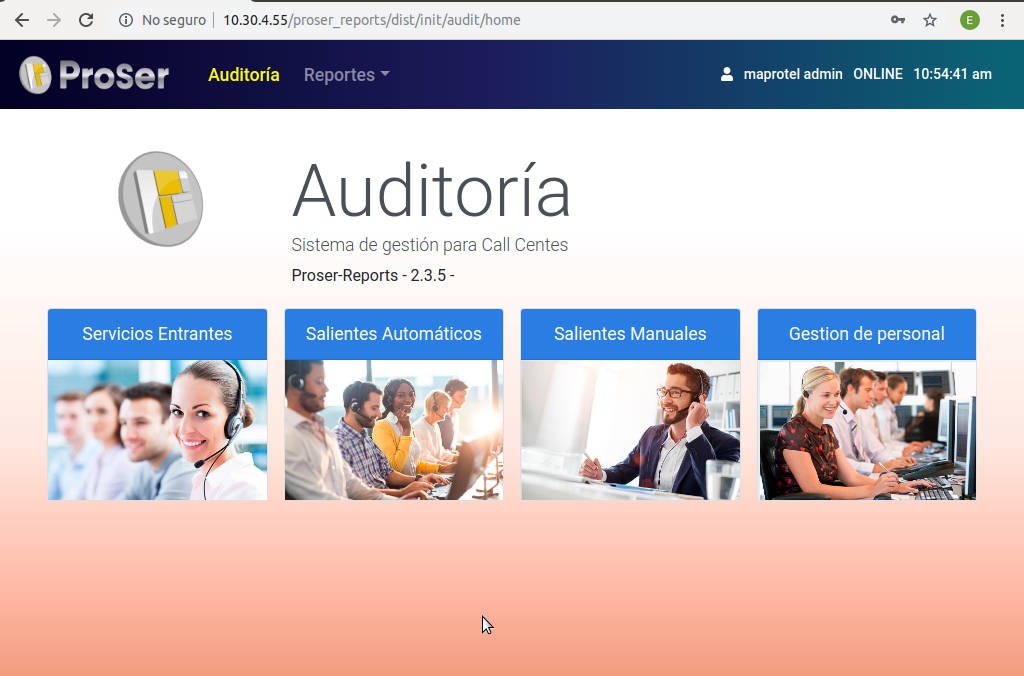 No seguro | 10.30.4.55/proser_reports/dist/init/audit/home
E
ProSer Auditoría Reportes maprotel admin ONLINE 10:54:41 am
Auditoría
Sistema de gestión para Call Centes
Proser-Reports - 2.3.5 -
Servicios Entrantes
Salientes Automáticos
Salientes Manuales
Gestion de personal